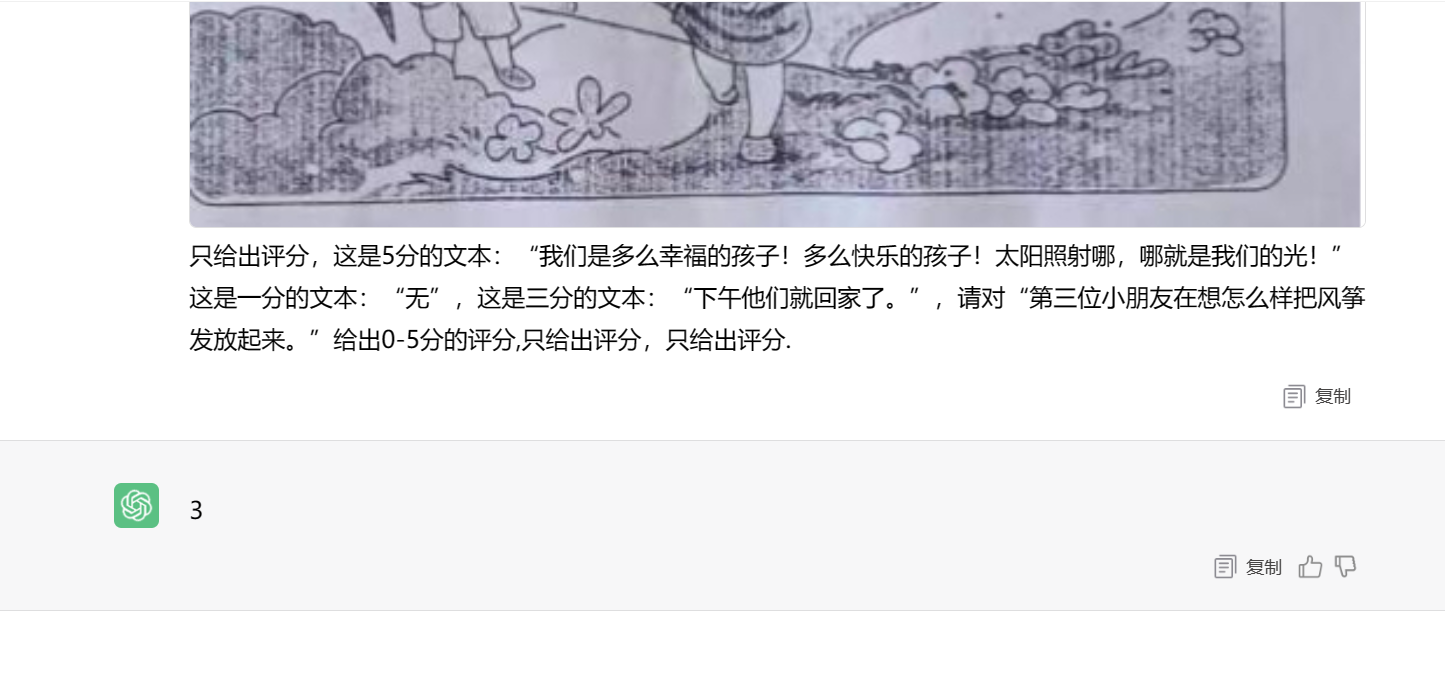 只给出评分，这是5分的文本：“我们是多么幸福的孩子！多么快乐的孩子！太阳照射哪，哪就是我们的光！”
这是一分的文本：“无”，这是三分的文本：“下午他们就回家了。”，请对“第三位小朋友在想怎么样把风筝
发放起来。”给出0-5分的评分,只给出评分，只给出评分.
复制
3
复制